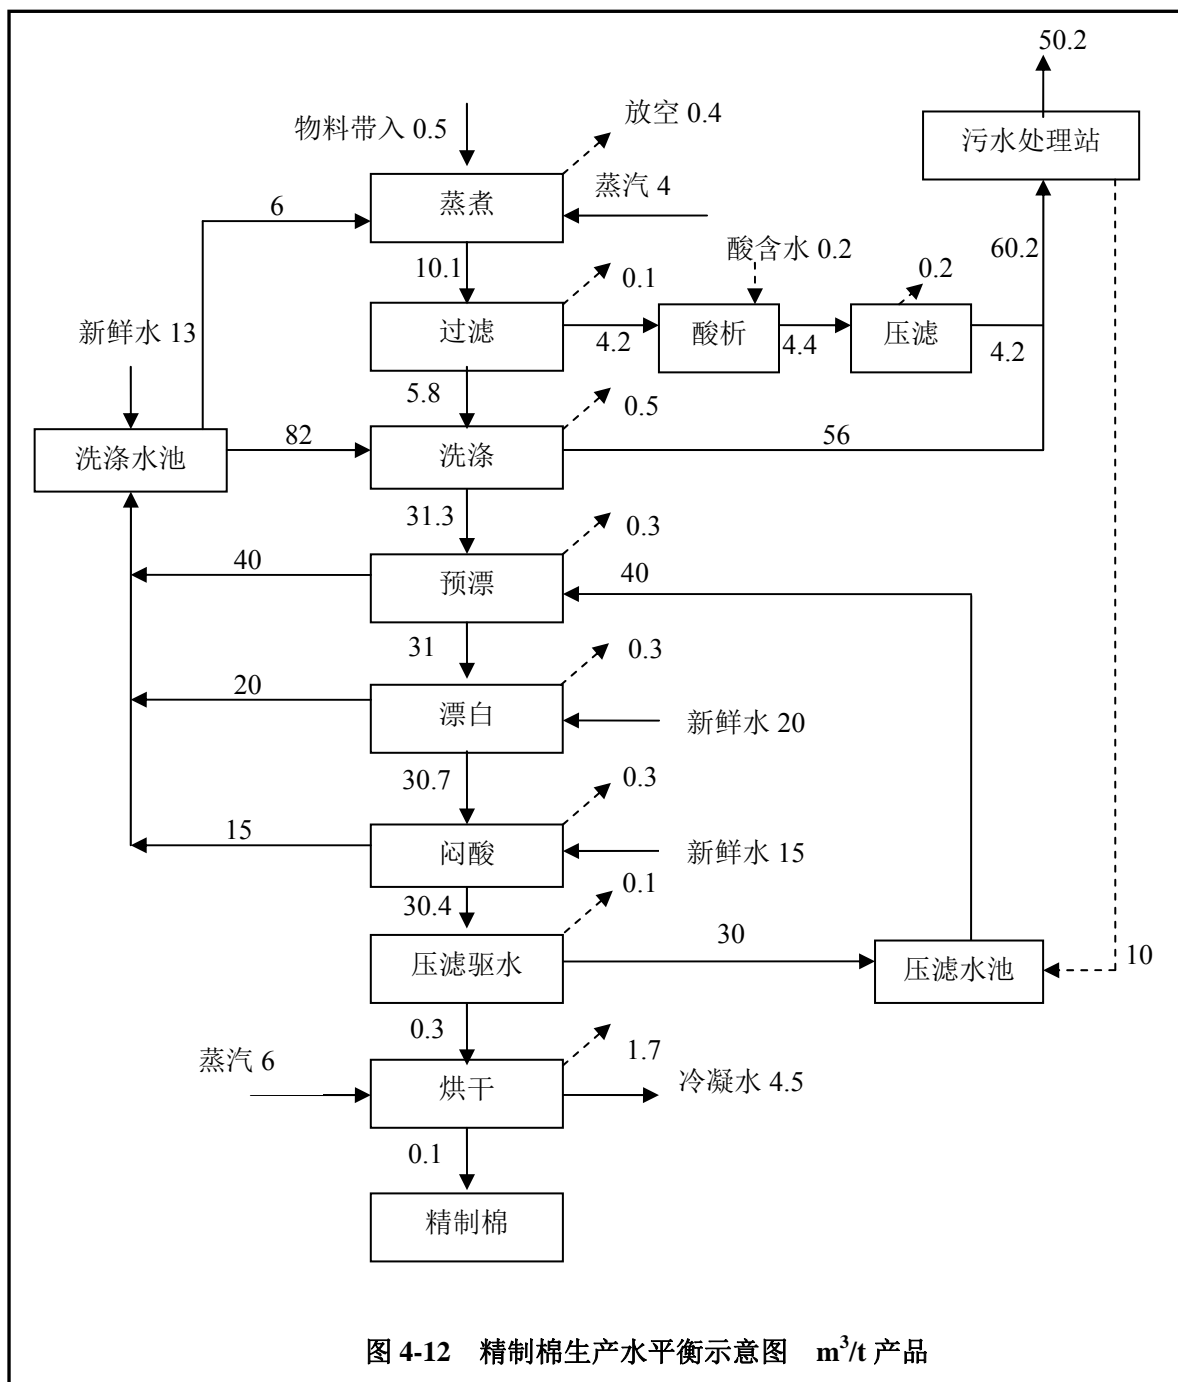 50.2
物料带入 0.5
放空 0.4
污水处理站
蒸煮
蒸汽 4
6
10.1
0.1
酸含水 0.2
0.2
60.2
新鲜水 13
过滤
4.2
酸析
4.4
压滤
4.2
5.8
0.5
洗涤水池
82
洗涤
56
31.3
0.3
40
预漂
40
31
0.3
20
漂白
新鲜水 20
30.7
0.3
15
闷酸
新鲜水 15
30.4
0.1
压滤驱水
30
压滤水池
10
0.3
1.7
蒸汽 6
烘干
冷凝水 4.5
0.1
精制棉
图 4-12 精制棉生产水平衡示意图 m³/t 产品